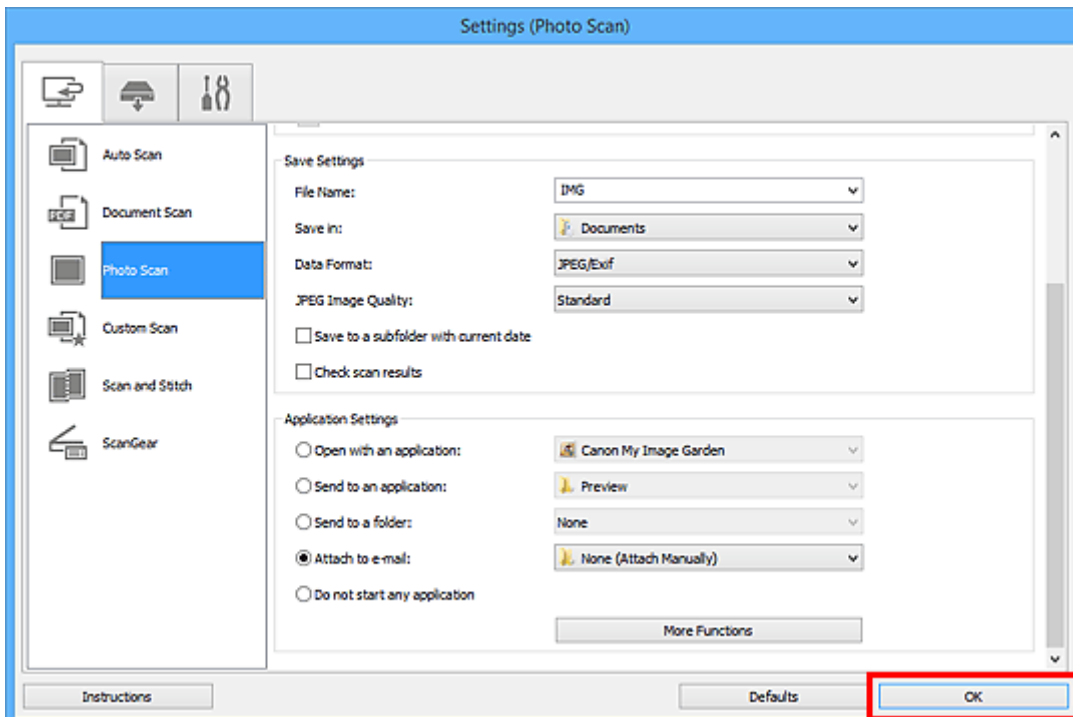 Settings (Photo Scan)
Auto Scan
Document Scan
Photo Scan
Custom Scan
Scan and Stitch
ScanGear
Save Settings
File Name: IMG
Save in: Documents
Data Format: JPEG/Exif
JPEG Image Quality: Standard
Save to a subfolder with current date
Check scan results
Application Settings
Open with an application: Canon My Image Garden
Send to an application: Preview
Send to a folder: None
Attach to e-mail: None (Attach Manually)
Do not start any application
More Functions
Instructions Defaults OK